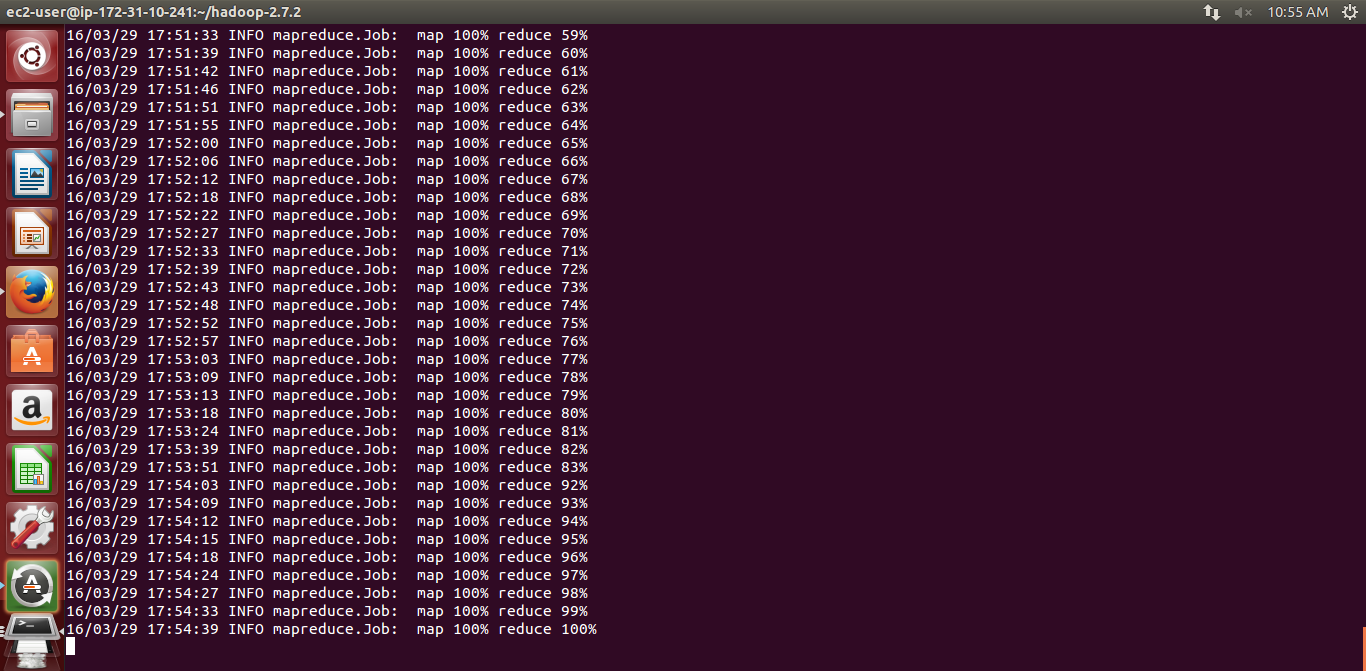 ec2-user@ip-172-31-10-241:~/hadoop-2.7.2
10:55 AM
16/03/29 17:51:33 INFO mapreduce.Job:  map 100% reduce 59%
16/03/29 17:51:39 INFO mapreduce.Job:  map 100% reduce 60%
16/03/29 17:51:42 INFO mapreduce.Job:  map 100% reduce 61%
16/03/29 17:51:46 INFO mapreduce.Job:  map 100% reduce 62%
16/03/29 17:51:51 INFO mapreduce.Job:  map 100% reduce 63%
16/03/29 17:51:55 INFO mapreduce.Job:  map 100% reduce 64%
16/03/29 17:52:00 INFO mapreduce.Job:  map 100% reduce 65%
16/03/29 17:52:06 INFO mapreduce.Job:  map 100% reduce 66%
16/03/29 17:52:12 INFO mapreduce.Job:  map 100% reduce 67%
16/03/29 17:52:18 INFO mapreduce.Job:  map 100% reduce 68%
16/03/29 17:52:22 INFO mapreduce.Job:  map 100% reduce 69%
16/03/29 17:52:27 INFO mapreduce.Job:  map 100% reduce 70%
16/03/29 17:52:33 INFO mapreduce.Job:  map 100% reduce 71%
16/03/29 17:52:39 INFO mapreduce.Job:  map 100% reduce 72%
16/03/29 17:52:43 INFO mapreduce.Job:  map 100% reduce 73%
16/03/29 17:52:48 INFO mapreduce.Job:  map 100% reduce 74%
16/03/29 17:52:52 INFO mapreduce.Job:  map 100% reduce 75%
16/03/29 17:52:57 INFO mapreduce.Job:  map 100% reduce 76%
16/03/29 17:53:03 INFO mapreduce.Job:  map 100% reduce 77%
16/03/29 17:53:09 INFO mapreduce.Job:  map 100% reduce 78%
16/03/29 17:53:13 INFO mapreduce.Job:  map 100% reduce 79%
16/03/29 17:53:18 INFO mapreduce.Job:  map 100% reduce 80%
16/03/29 17:53:24 INFO mapreduce.Job:  map 100% reduce 81%
16/03/29 17:53:39 INFO mapreduce.Job:  map 100% reduce 82%
16/03/29 17:53:51 INFO mapreduce.Job:  map 100% reduce 83%
16/03/29 17:54:03 INFO mapreduce.Job:  map 100% reduce 92%
16/03/29 17:54:09 INFO mapreduce.Job:  map 100% reduce 93%
16/03/29 17:54:12 INFO mapreduce.Job:  map 100% reduce 94%
16/03/29 17:54:15 INFO mapreduce.Job:  map 100% reduce 95%
16/03/29 17:54:18 INFO mapreduce.Job:  map 100% reduce 96%
16/03/29 17:54:24 INFO mapreduce.Job:  map 100% reduce 97%
16/03/29 17:54:27 INFO mapreduce.Job:  map 100% reduce 98%
16/03/29 17:54:33 INFO mapreduce.Job:  map 100% reduce 99%
16/03/29 17:54:39 INFO mapreduce.Job:  map 100% reduce 100%